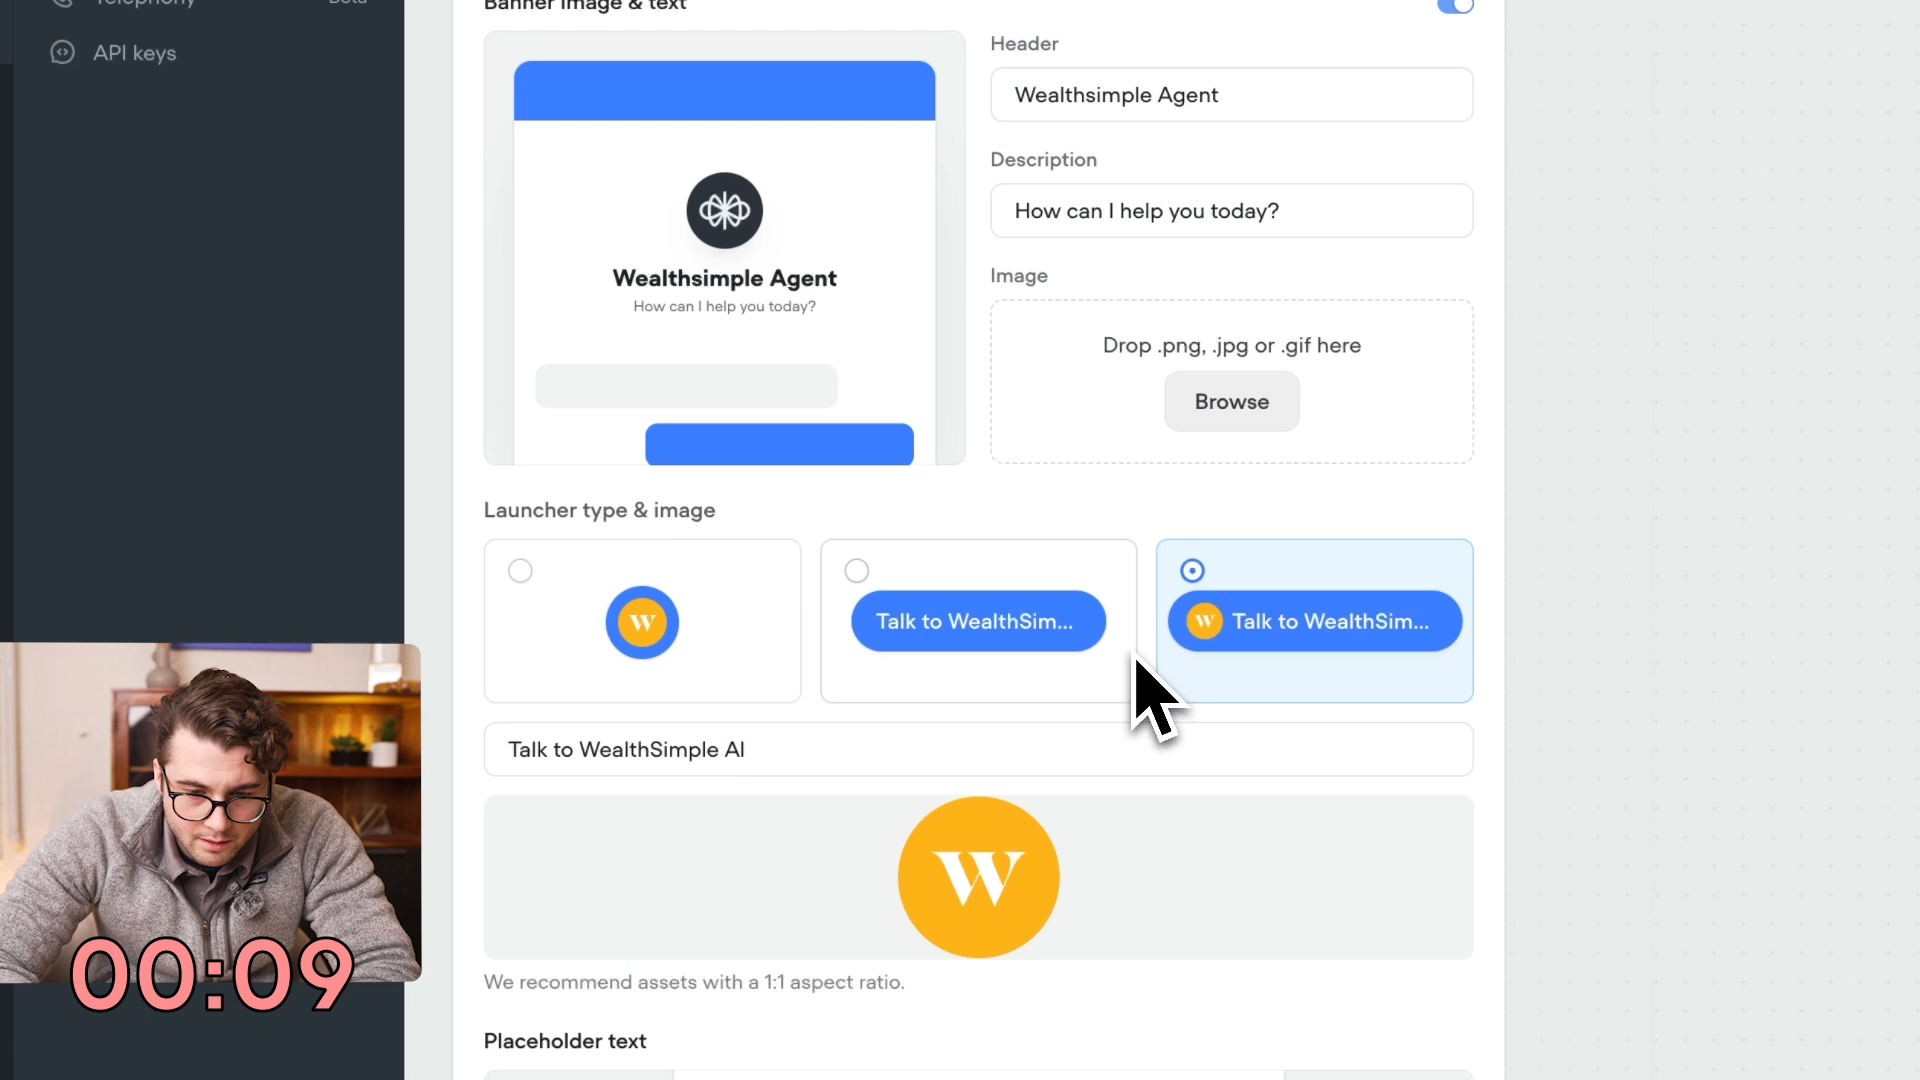 Telephony
Beta
API keys
Banner image & text
Header
Wealthsimple Agent
Description
How can I help you today?
Image
Drop .png, .jpg or .gif here
Browse
Wealthsimple Agent
How can I help you today?
Launcher type & image
W
Talk to WealthSim...
W
Talk to WealthSim...
Talk to WealthSimple AI
W
We recommend assets with a 1:1 aspect ratio.
Placeholder text
00:09